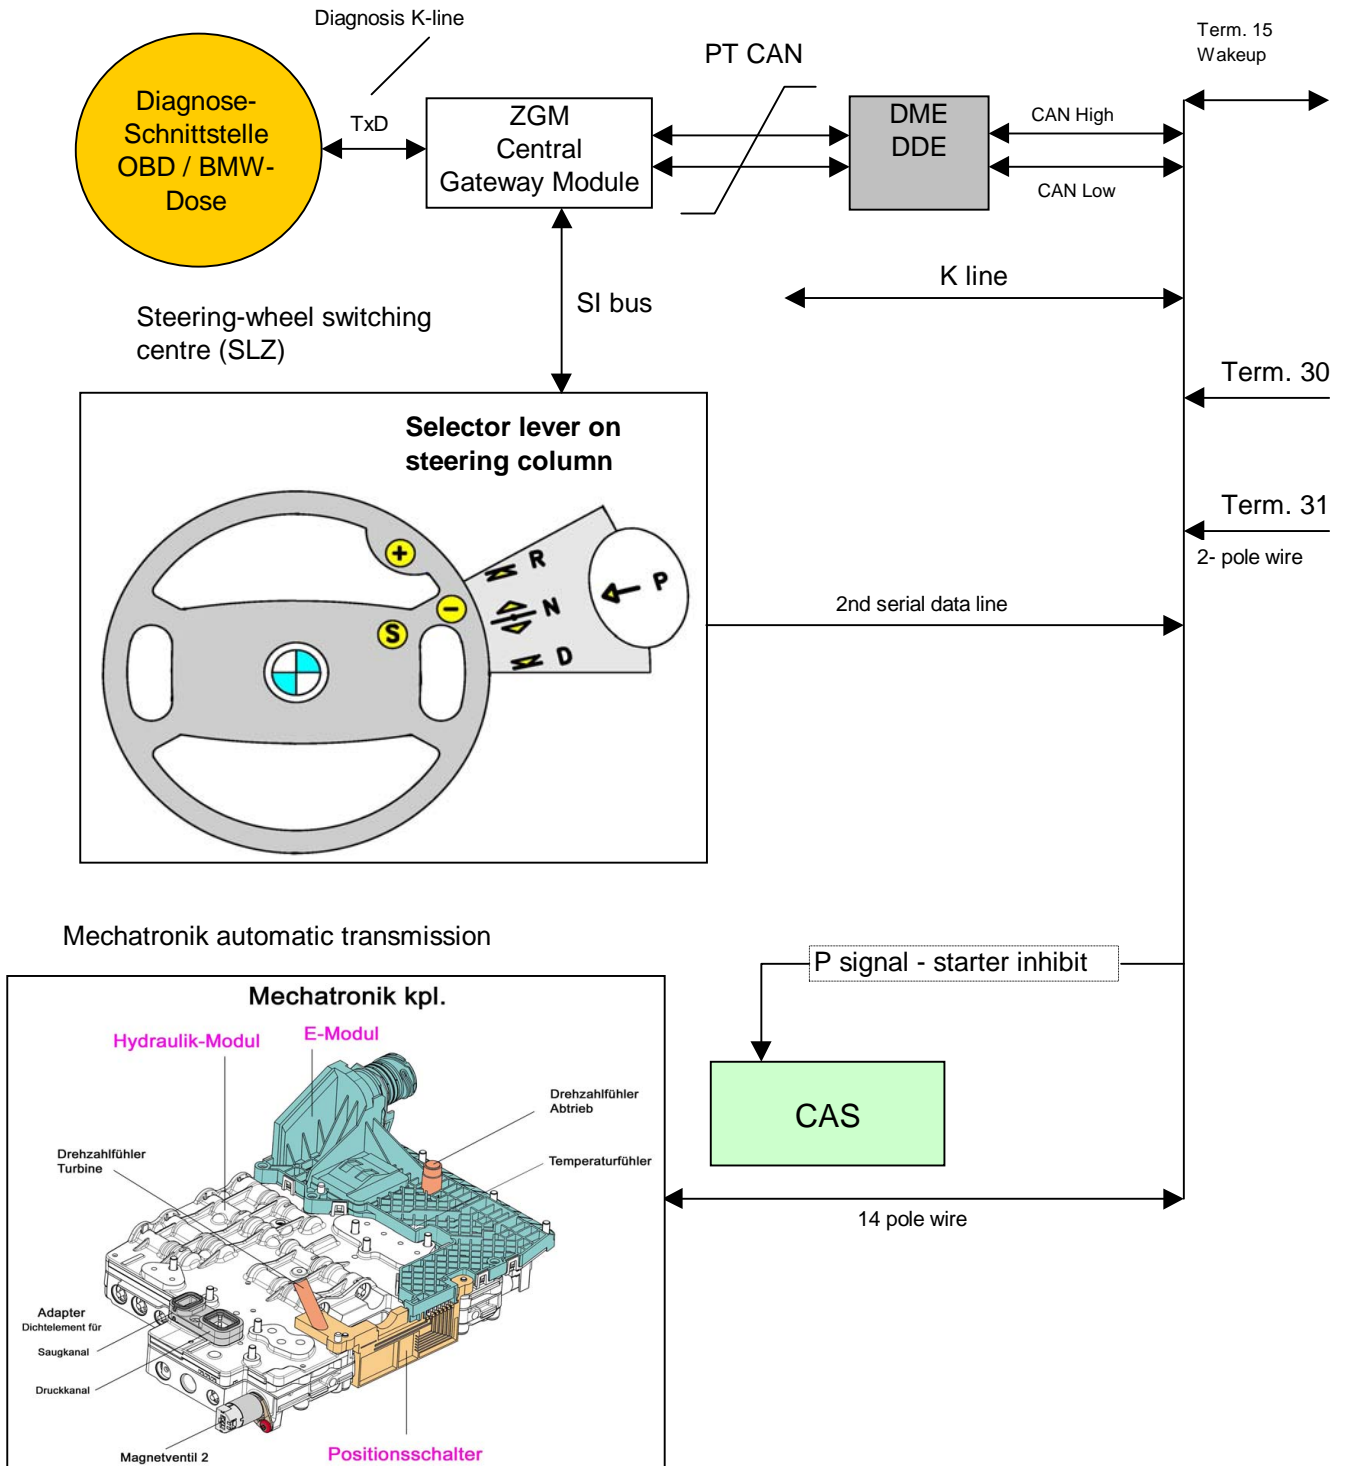 Diagnosis K-line
Term. 15
Wakeup
PT CAN
Diagnose-
Schnittstelle
OBD / BMW-
Dose
TxD
ZGM
Central
Gateway Module
DME
DDE
CAN High
CAN Low
K line
SI bus
Steering-wheel switching
centre (SLZ)
Term. 30
Selector lever on
steering column
Term. 31
2- pole wire
+
R
P
N
−
S
D
2nd serial data line
Mechatronik automatic transmission
P signal - starter inhibit
Mechatronik kpl.
E-Modul
Hydraulik-Modul
CAS
Drehzahlfühler
Abtrieb
Drehzahlfühler
Turbine
Temperaturfühler
14 pole wire
Adapter
Dichtelement für
Saugkanal
Druckkanal
Magnetventil 2
Positionsschalter